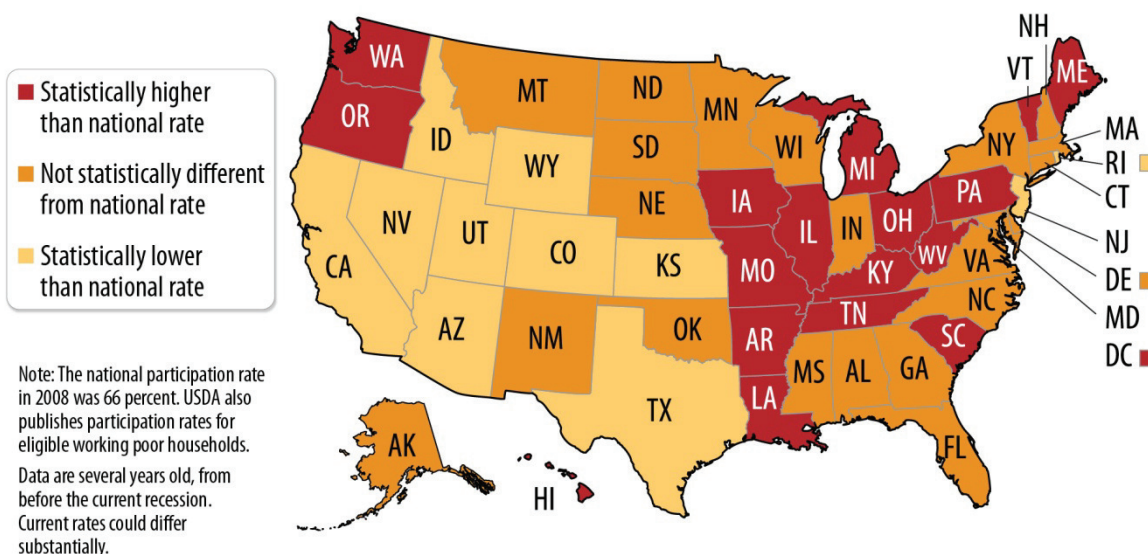 Statistically higher
than national rate
Not statistically different
from national rate
Statistically lower
than national rate
Note: The national participation rate
in 2008 was 66 percent. USDA also
publishes participation rates for
eligible working poor households.
Data are several years old, from
before the current recession.
Current rates could differ
substantially.
WA
OR
CA
NV
ID
MT
WY
UT
CO
AZ
NM
ND
SD
NE
KS
OK
TX
MN
IA
MO
AR
LA
WI
IL
MI
IN
OH
KY
TN
MS
AL
GA
FL
SC
NC
VA
WV
PA
NY
VT
NH
ME
MA
RI
CT
NJ
DE
MD
DC
AK
HI